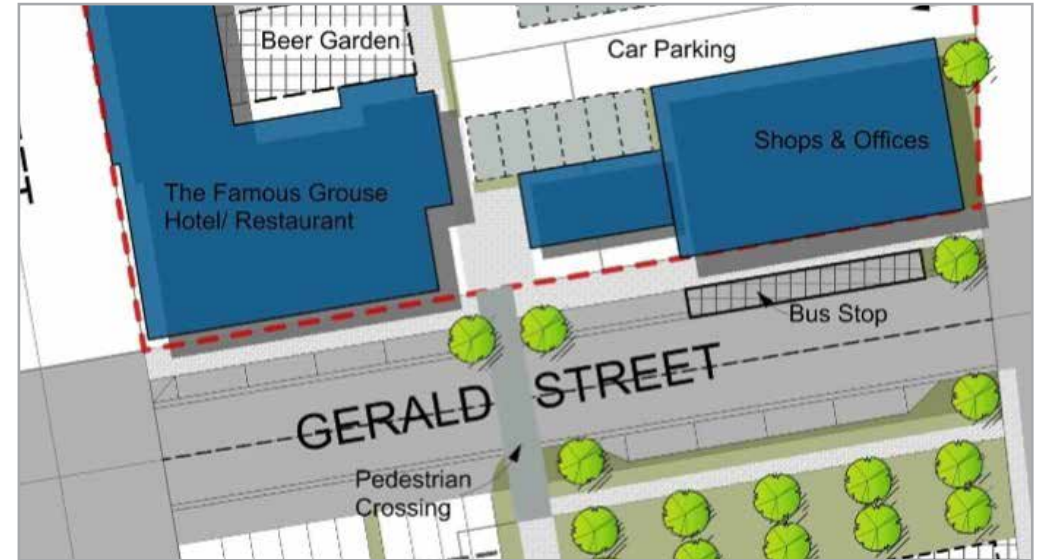 Beer Garden
Car Parking
Shops & Offices
The Famous Grouse
Hotel/ Restaurant
Bus Stop
GERALD STREET
Pedestrian
Crossing